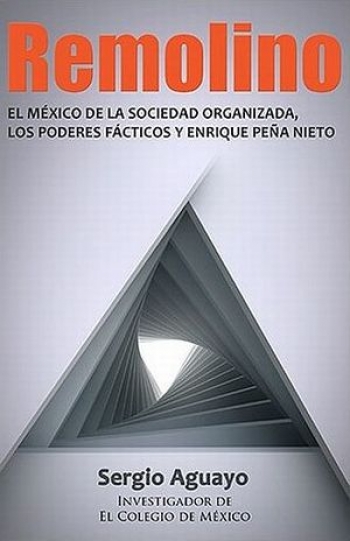 Remolino
EL MÉXICO DE LA SOCIEDAD ORGANIZADA,
LOS PODERES FÁCTICOS Y ENRIQUE PEÑA NIETO
Sergio Aguayo
INVESTIGADOR DE
EL COLEGIO DE MÉXICO